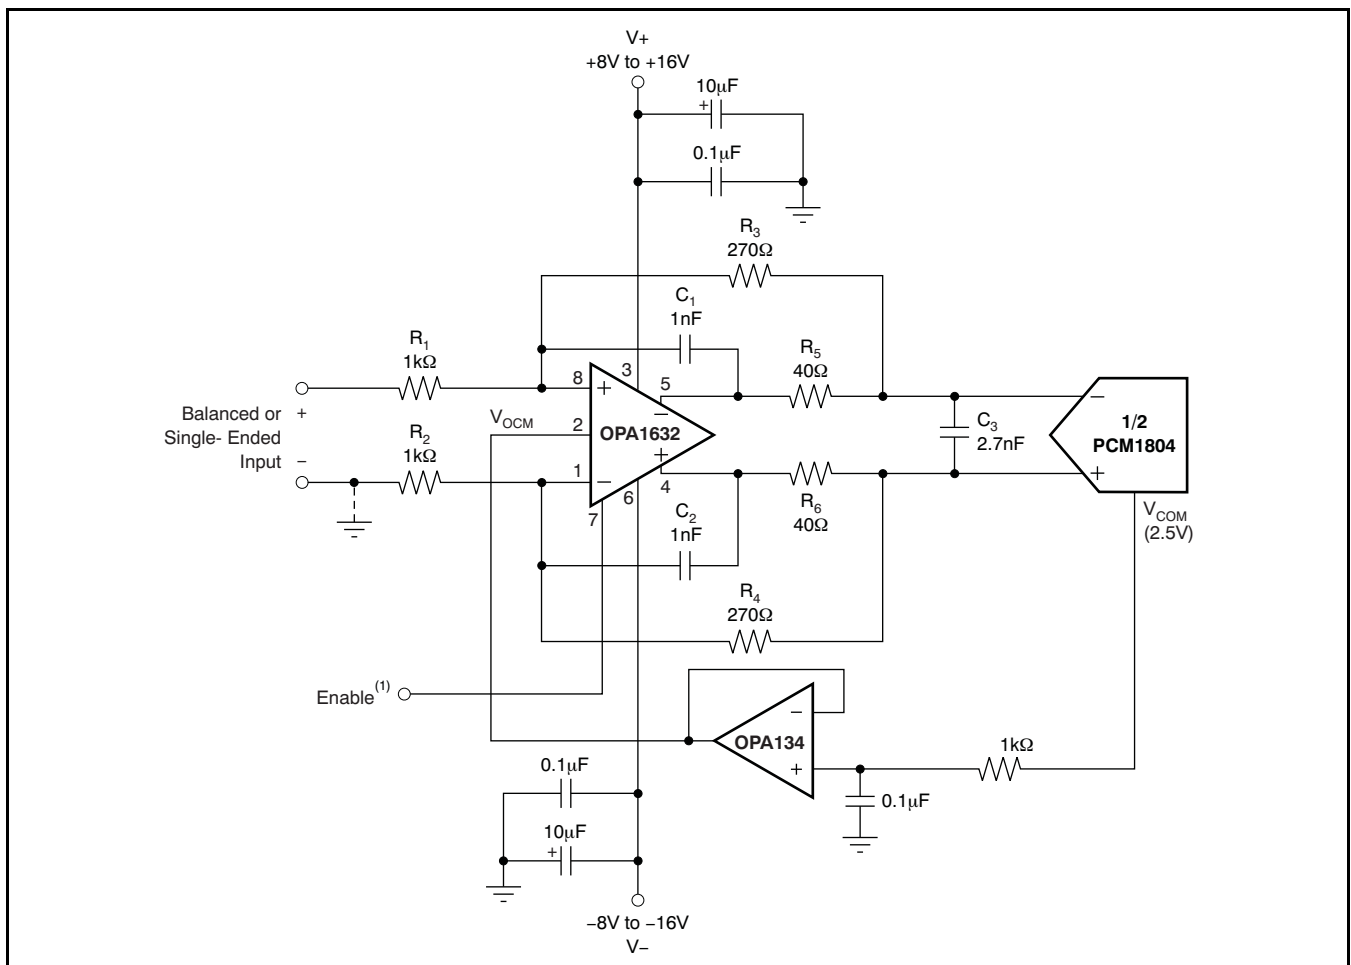 V+
+8V to +16V
10μF
+
0.1μF
R3
270Ω
C1
1nF
R1
1kΩ
R5
40Ω
3
5
8
+
−
Balanced or
Single- Ended
Input
+
−
VOCM
2
OPA1632
C3
2.7nF
−
1/2
PCM1804
+
R2
1kΩ
1
−
+
4
6
7
R6
40Ω
VCOM
(2.5V)
C2
1nF
R4
270Ω
Enable(1)
−
OPA134
+
1kΩ
0.1μF
0.1μF
10μF
+
−8V to −16V
V−